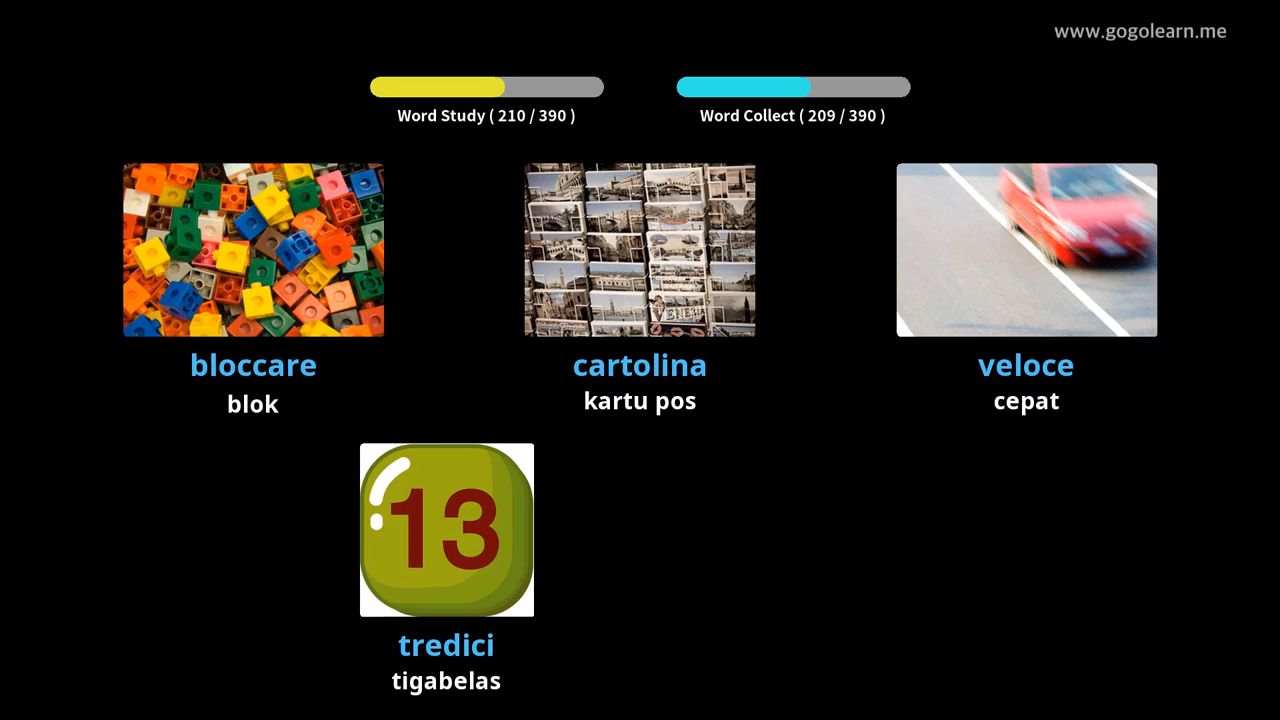 www.gogolearn.me
Word Study ( 210 / 390 )
Word Collect ( 209 / 390 )
VENEZ
bloccare
cartolina
veloce
blok
kartu pos
cepat
13
tredici
tigabelas